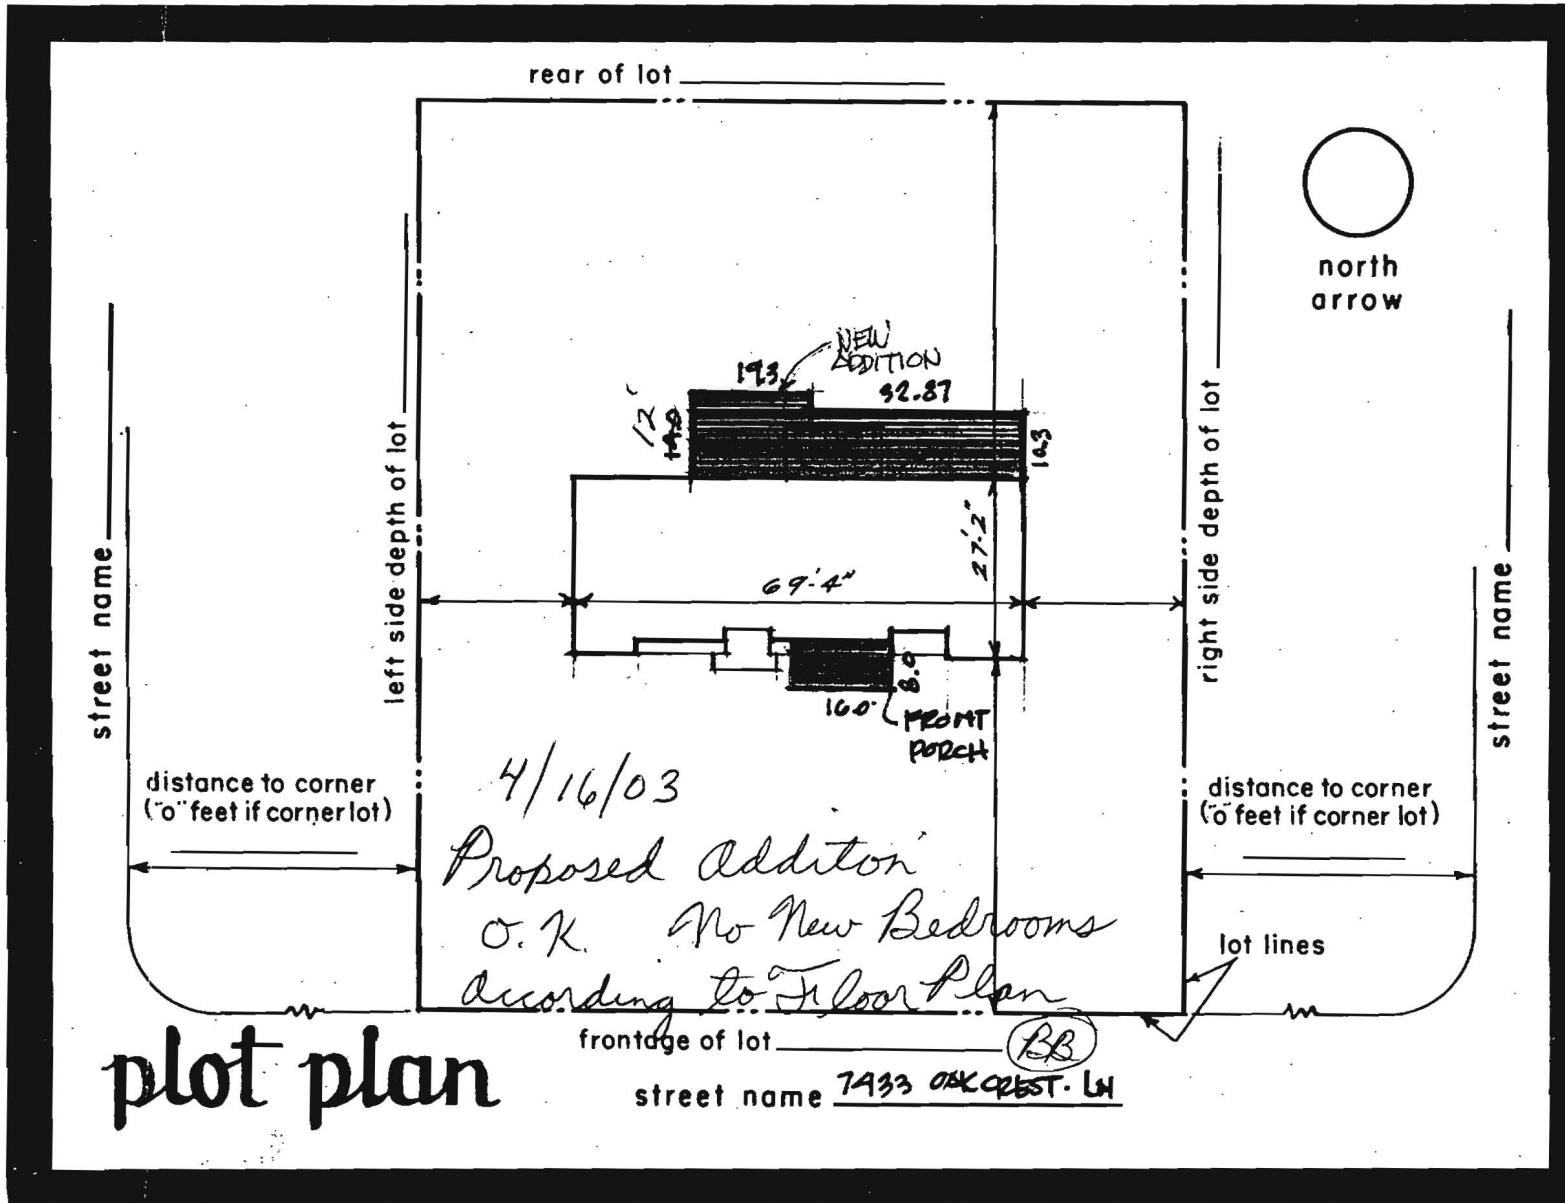 rear of lot
north
arrow
NEW
ADDITION
19.3
32.87
12'
14.0
10.3
left side depth of lot
right side depth of lot
street name
street name
27'-2"
69'-4"
8.0
16.0
FRONT
PORCH
4/16/03
Proposed Additon
O.K. No New Bedrooms
According to Floor Plan
distance to corner
("o" feet if corner lot)
distance to corner
("o" feet if corner lot)
lot lines
frontage of lot
BB
plot plan
street name 7433 OAKCREST. LN